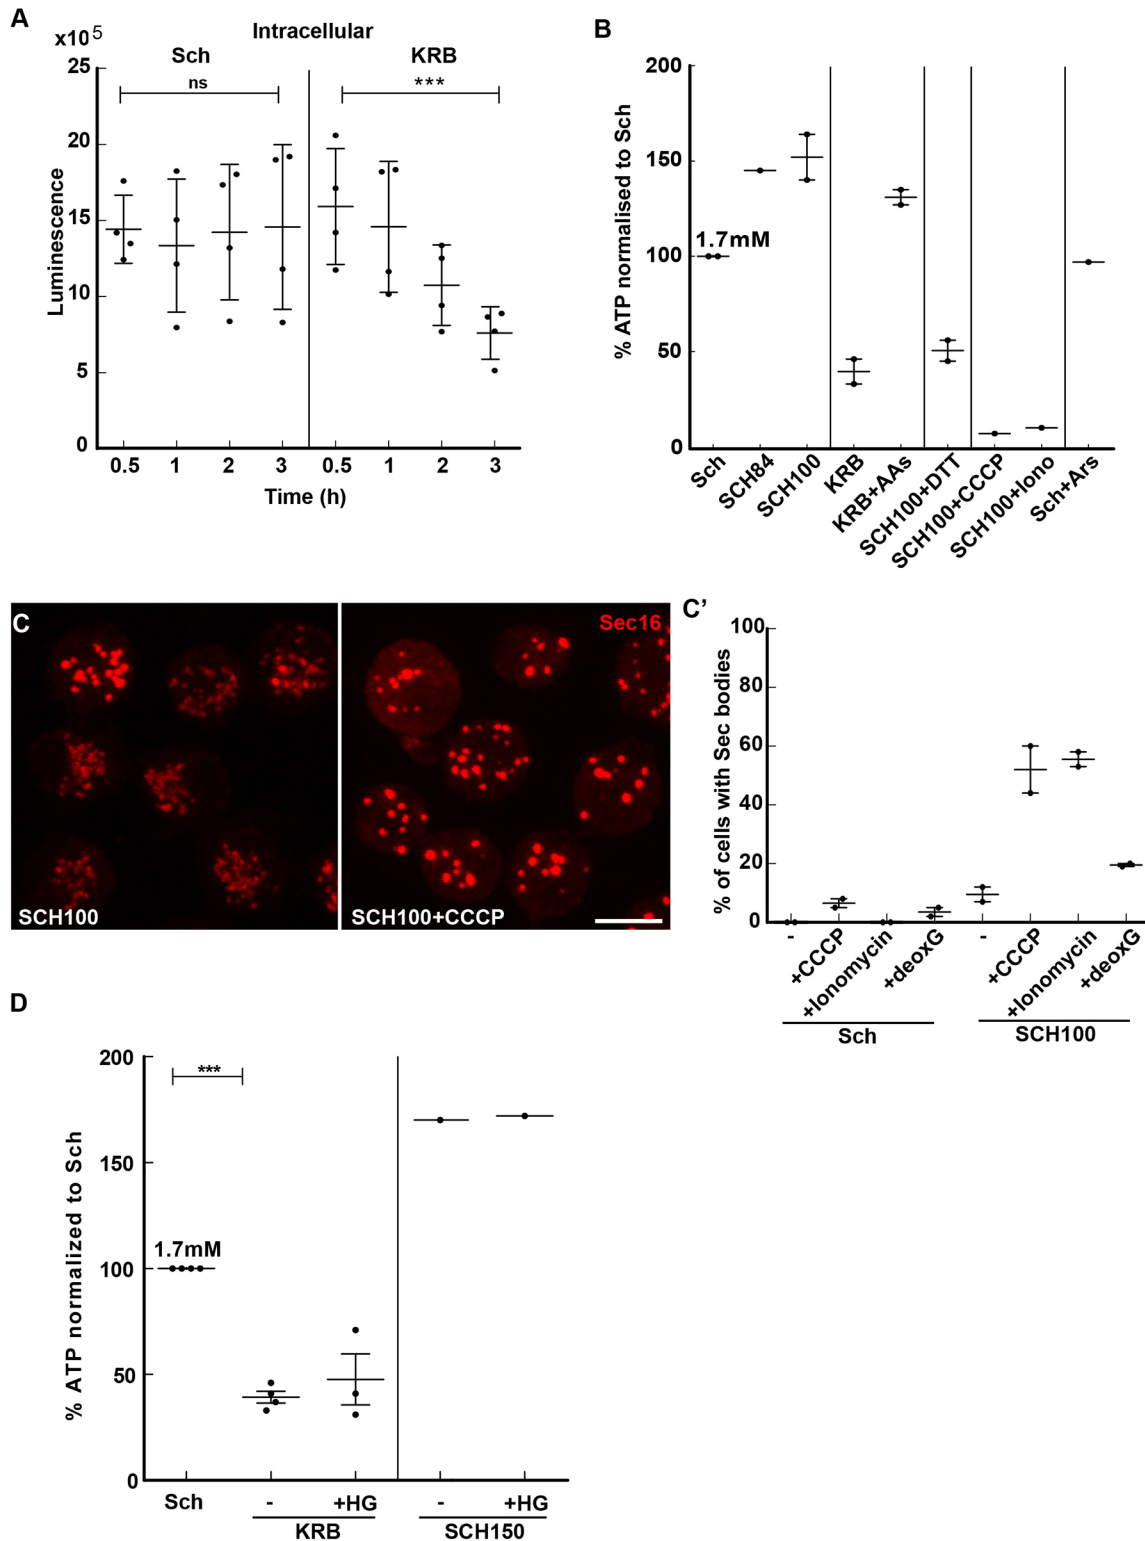 A
Intracellular
x10⁵
Sch
KRB
ns
***
25
20
15
10
5
0
Luminescence
0.5 1 2 3 0.5 1 2 3
Time (h)
B
200
150
100
50
0
% ATP normalised to Sch
1.7mM
Sch
SCH84
SCH100
KRB
KRB+AAs
SCH100+DTT
SCH100+CCCP
SCH100+Iono
Sch+Ars
C
SCH100
Sec16
SCH100+CCCP
C'
100
80
60
40
20
0
% of cells with Sec bodies
-
+CCCP
+Ionomycin
+deoxG
-
+CCCP
+Ionomycin
+deoxG
Sch
SCH100
D
200
150
100
50
0
% ATP normalized to Sch
***
1.7mM
Sch - +HG - +HG
KRB SCH150